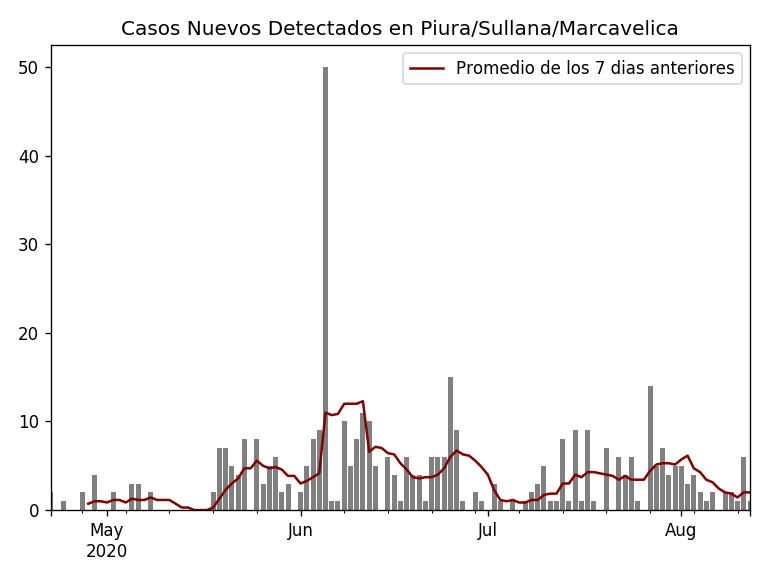 Casos Nuevos Detectados en Piura/Sullana/Marcavelica
Promedio de los 7 dias anteriores
50
40
30
20
10
0
May Jun Jul Aug
2020